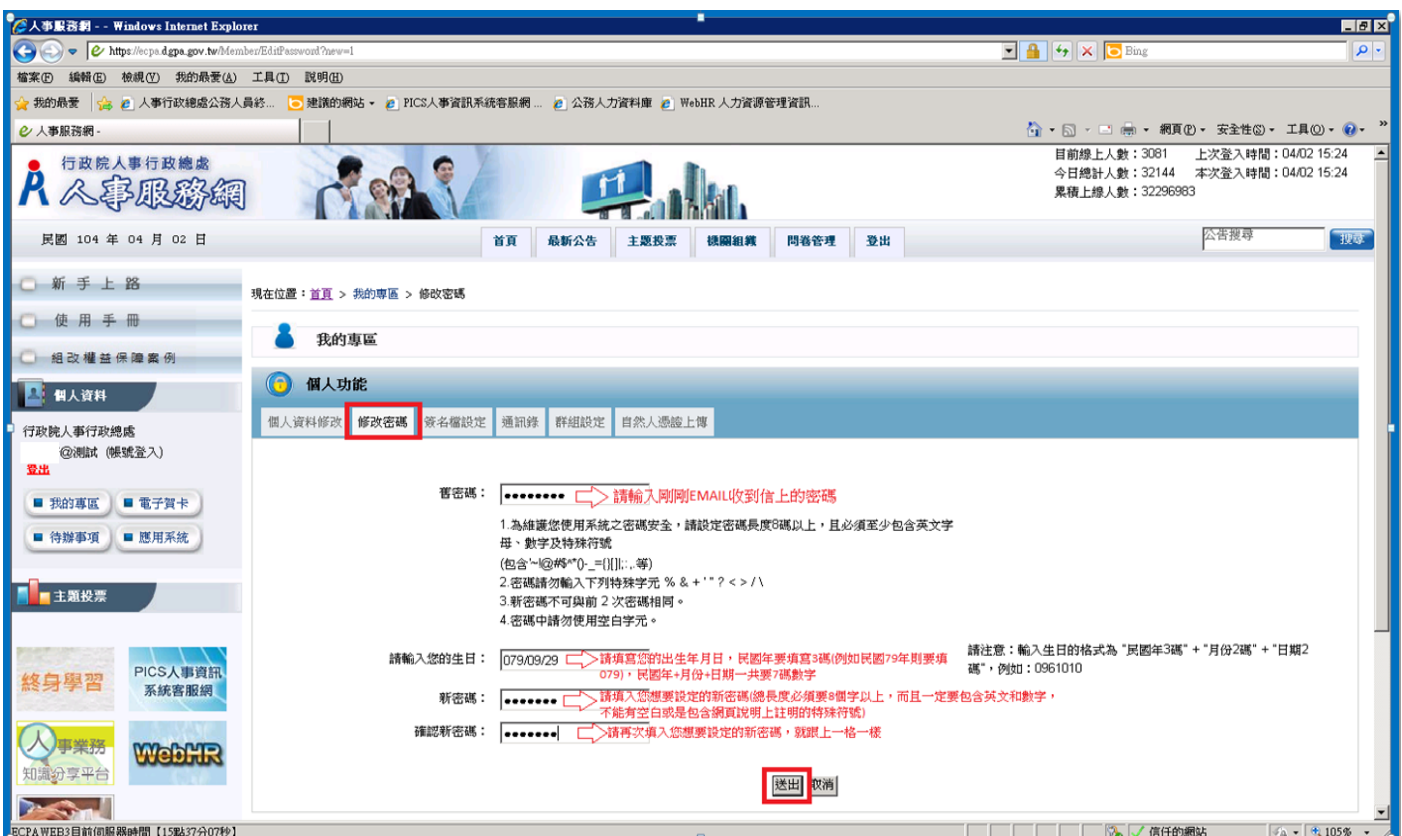 人事服務網 - - Windows Internet Explorer
https://ecpa.dgpa.gov.tw/Member/EditPassword?new=1
Bing
檔案(F) 編輯(E) 檢視(V) 我的最愛(A) 工具(T) 說明(H)
我的最愛 人事行政總處公務人員終... 建議的網站 PICS人事資訊系統客服網 ... 公務人力資料庫 WebHR 人力資源管理資訊...
人事服務網 -
網頁(P) 安全性(S) 工具(O)
行政院人事行政總處
人事服務網
目前線上人數：3081 上次登入時間：04/02 15:24
今日總計人數：32144 本次登入時間：04/02 15:24
累積上線人數：32296983
民國 104 年 04 月 02 日
首頁 最新公告 主題投票 機關組織 問卷管理 登出
公告搜尋 搜尋
新手上路
使用手冊
組改權益保障案例
現在位置：首頁 > 我的專區 > 修改密碼
我的專區
個人功能
個人資料修改 修改密碼 簽名檔設定 通訊錄 群組設定 自然人憑證上傳
個人資料
行政院人事行政總處
@測試 (帳號登入)
登出
我的專區 電子賀卡
待辦事項 應用系統
主題投票
終身學習
PICS人事資訊
系統客服網
人事業務
知識分享平台
WebHR
舊密碼： •••••••• 請輸入剛剛EMAIL收到信上的密碼
1.為維護您使用系統之密碼安全，請設定密碼長度8碼以上，且必須至少包含英文字
母、數字及特殊符號
(包含'~!@#$^*()-_={}[]|;:,.等)
2.密碼請勿輸入下列特殊字元 % & + ' " ? < > / \
3.新密碼不可與前 2 次密碼相同。
4.密碼中請勿使用空白字元。
請輸入您的生日： 079/09/29 請填寫您的出生年月日，民國年要填寫3碼(例如民國79年則要填
079)，民國年+月份+日期一共要7碼數字
請注意：輸入生日的格式為 "民國年3碼" + "月份2碼" + "日期2
碼"，例如：0961010
新密碼： ••••••• 請填入您想要設定的新密碼(總長度必須要8個字以上，而且一定要包含英文和數字，
不能有空白或是包含網頁說明上註明的特殊符號)
確認新密碼： ••••••• 請再次填入您想要設定的新密碼，就跟上一格一樣
送出 取消
ECPAWEB3目前伺服器時間【15點37分07秒】
信任的網站 105%